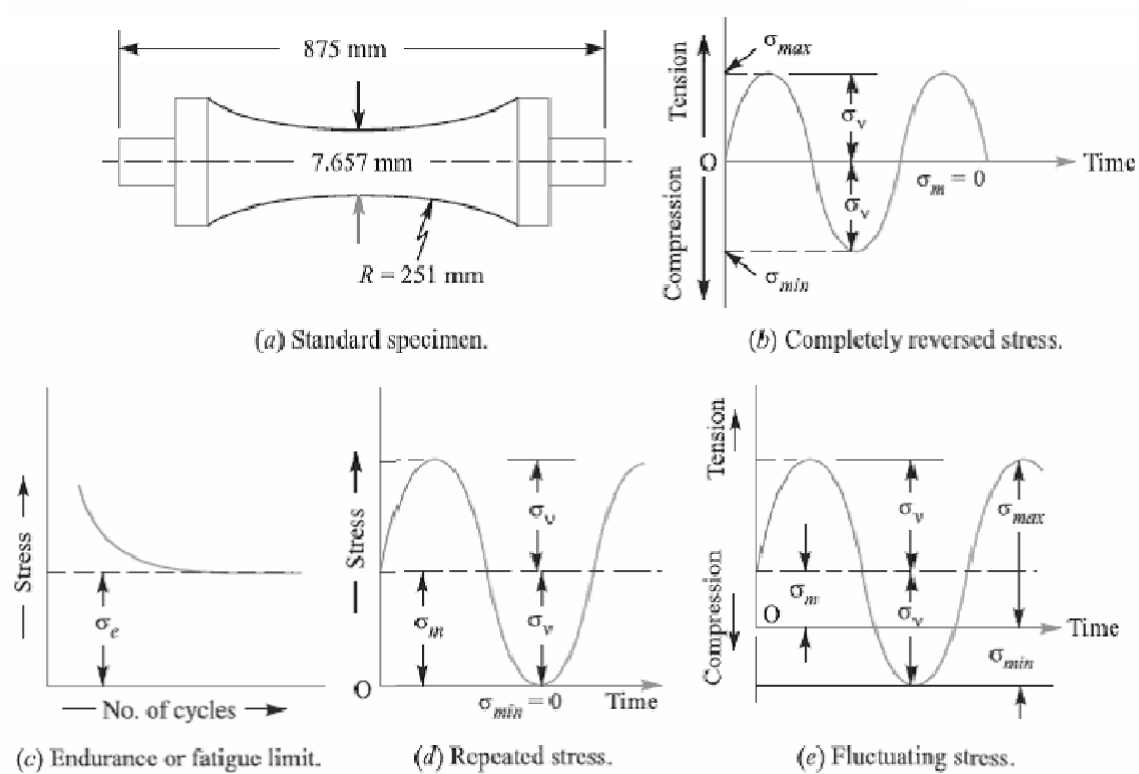 875 mm
7.657 mm
R = 251 mm
(a) Standard specimen.
Tension
Compression
σmax
σv
O
Time
σm = 0
σv
σmin
(b) Completely reversed stress.
Stress
σe
No. of cycles
(c) Endurance or fatigue limit.
Stress
σv
σm
σv
O
σmin = 0
Time
(d) Repeated stress.
Tension
Compression
σv
σmax
σm
σv
O
Time
σmin
(e) Fluctuating stress.